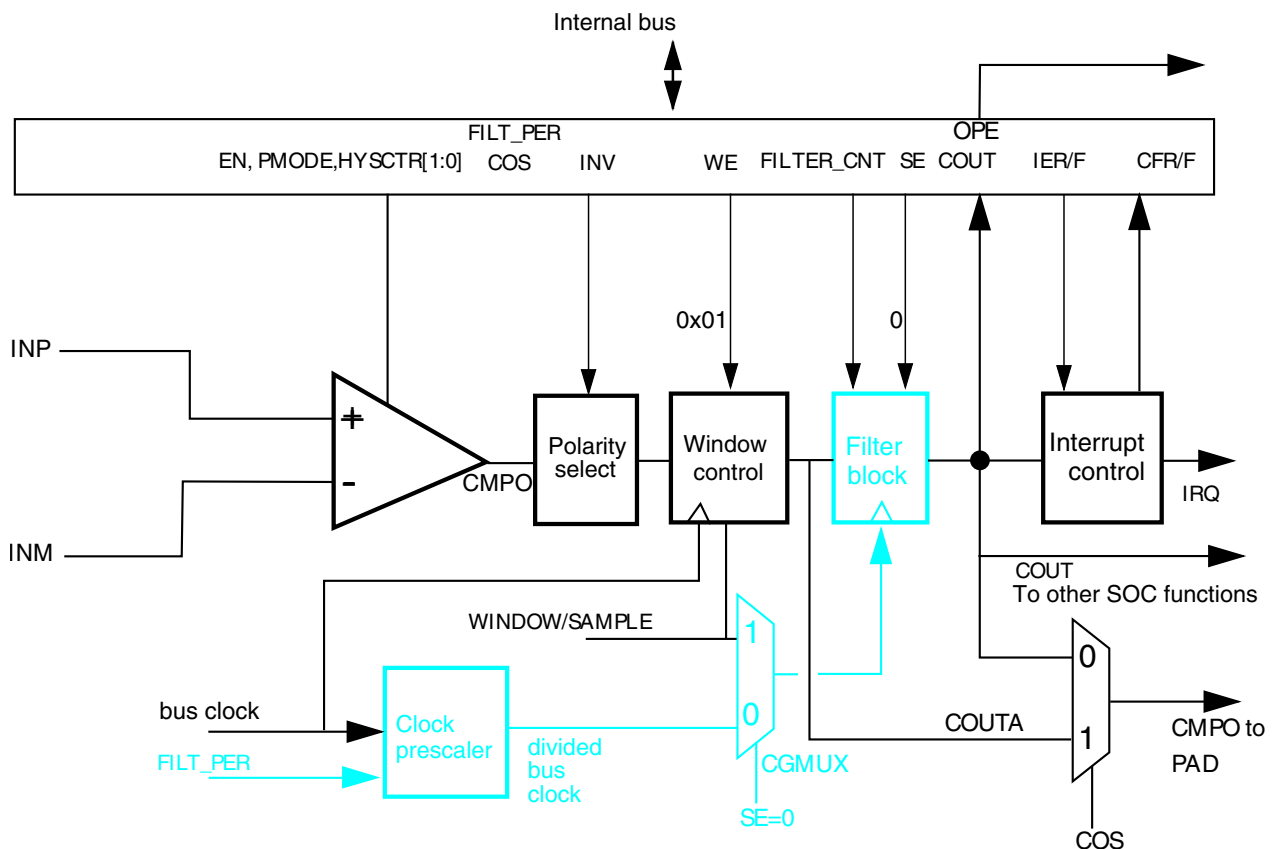 Internal bus
FILT_PER
OPE
EN, PMODE,HYSCTR[1:0]
COS
INV
WE
FILTER_CNT
SE
COUT
IER/F
CFR/F
0x01
0
INP
+
-
INM
CMPO
Polarity
select
Window
control
Filter
block
Interrupt
control
IRQ
COUT
To other SOC functions
WINDOW/SAMPLE
1
0
CGMUX
SE=0
bus clock
FILT_PER
Clock
prescaler
divided
bus
clock
COUTA
0
1
CMPO to
PAD
COS